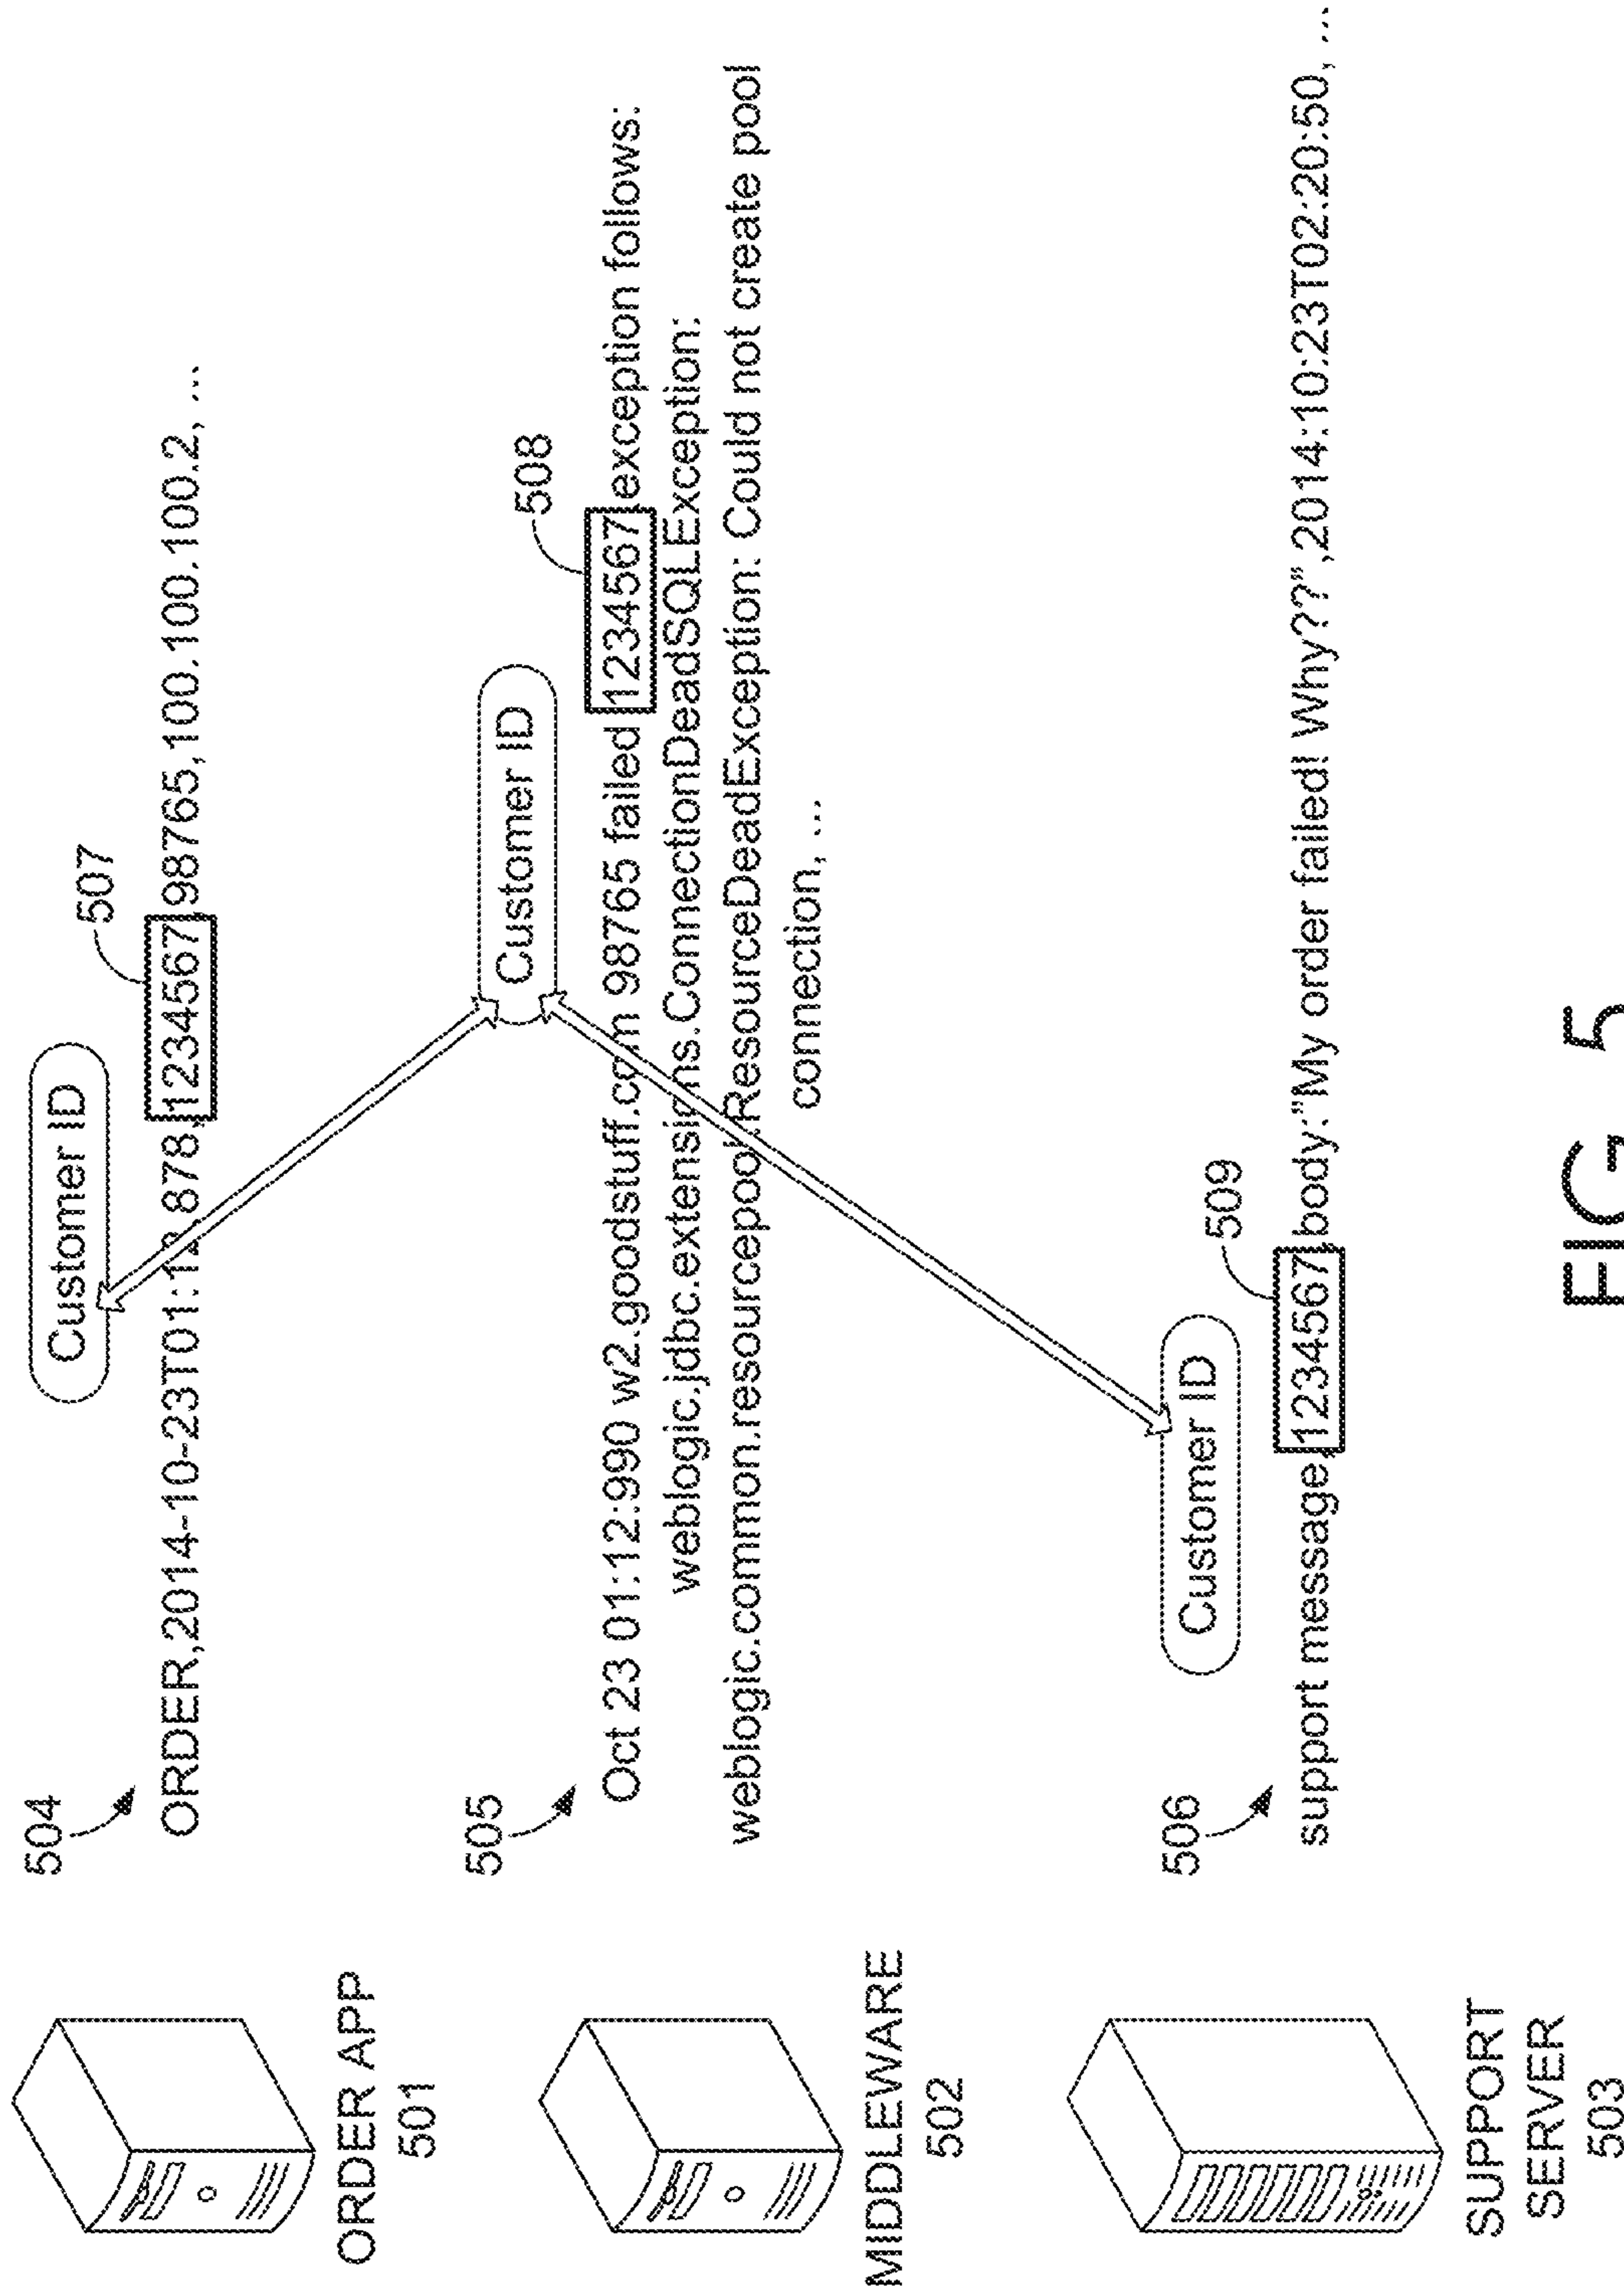 504
Customer ID
507
ORDER,2014-10-23T01:12 878,1234567,98765,100.100.100.2, ...
ORDER APP
501
505
Customer ID
508
Oct 23 01:12:990 w2.goodstuff.com 98765 failed 1234567,exception follows:
weblogic.jdbc.extensions.ConnectionDeadSQLException:
weblogic.common.resourcepool.ResourceDeadException: Could not create pool
connection, ...
MIDDLEWARE
502
506
Customer ID
509
support message,1234567,body:"My order failed! Why??",2014:10:23T02:20:50, ...
SUPPORT
SERVER
503
FIG. 5